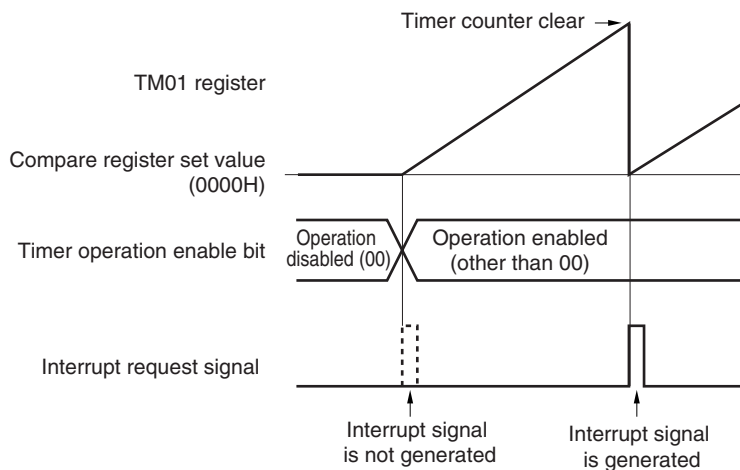 Timer counter clear
TM01 register
Compare register set value
(0000H)
Timer operation enable bit
Operation
disabled (00)
Operation enabled
(other than 00)
Interrupt request signal
Interrupt signal
is not generated
Interrupt signal
is generated